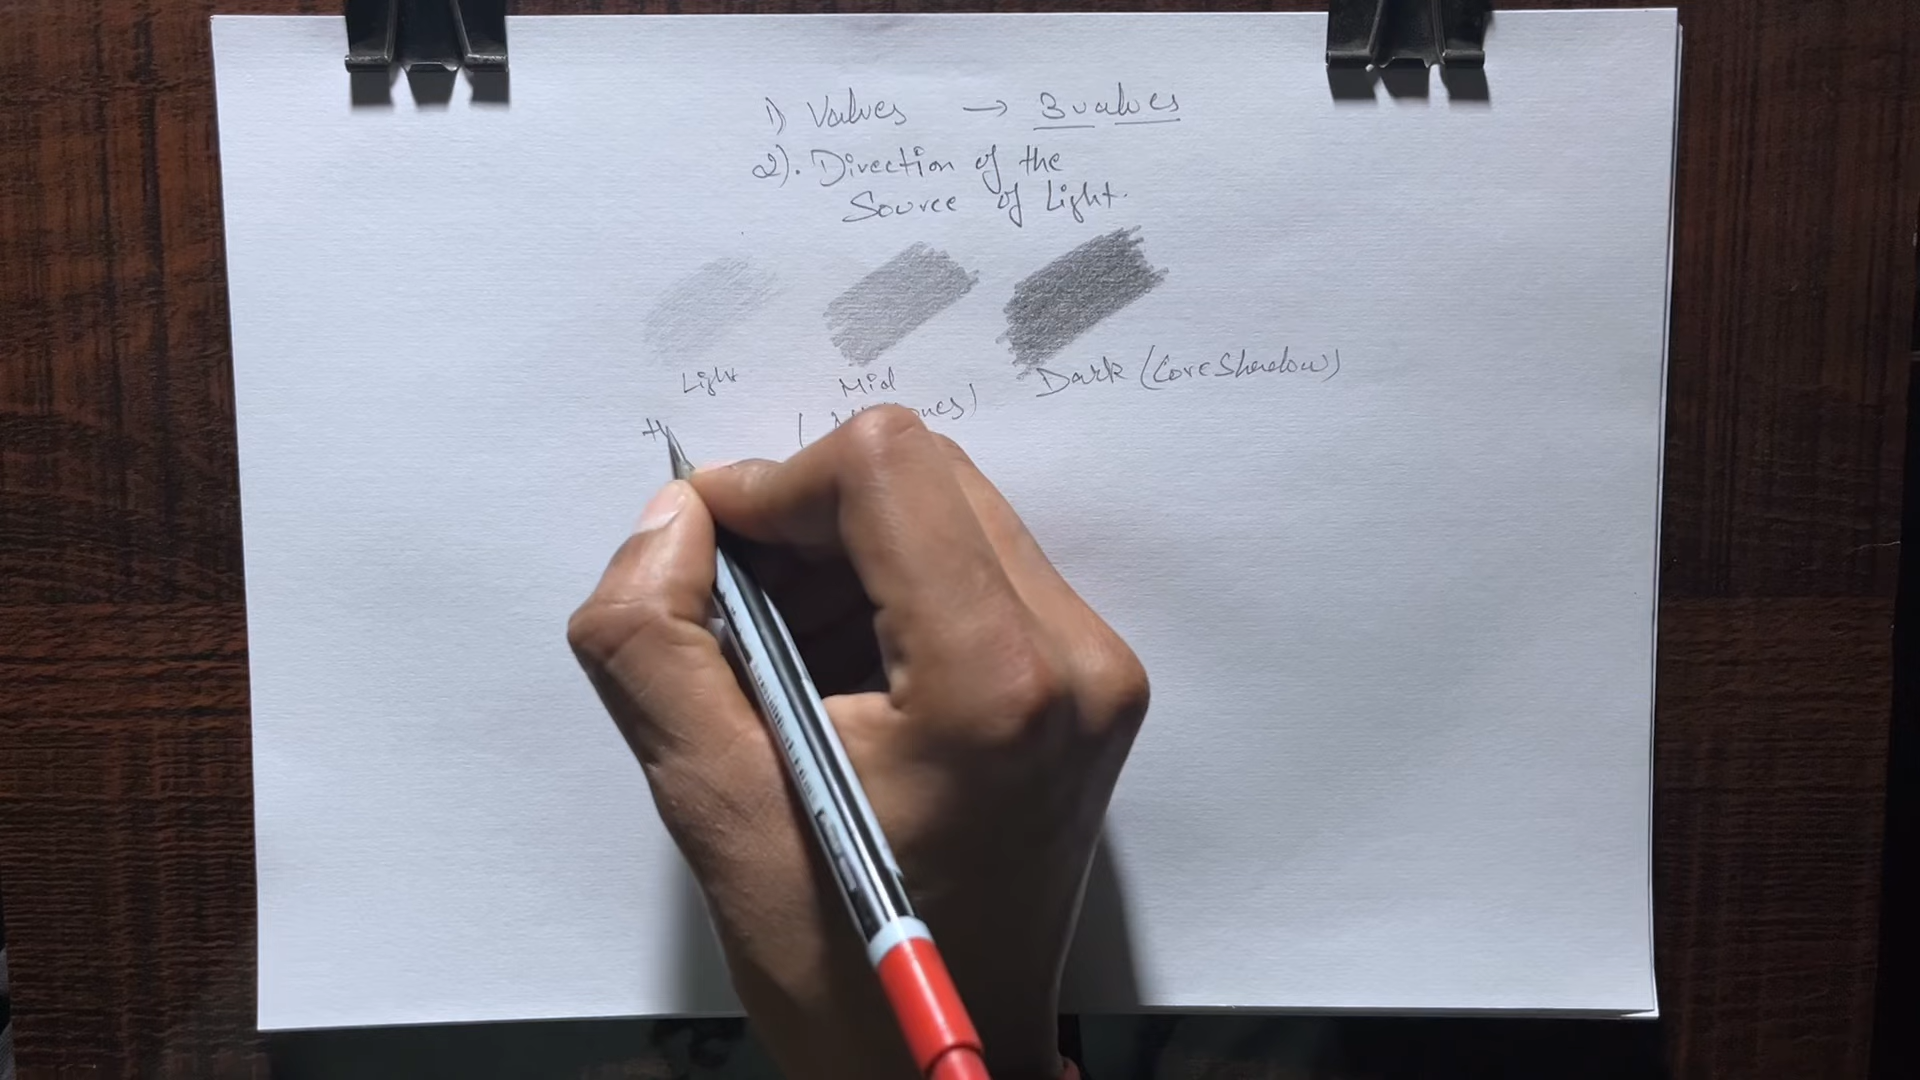 1) Values → 3 values
2). Direction of the
Source of Light.
Light
Mid
Dark (Core Shadow)